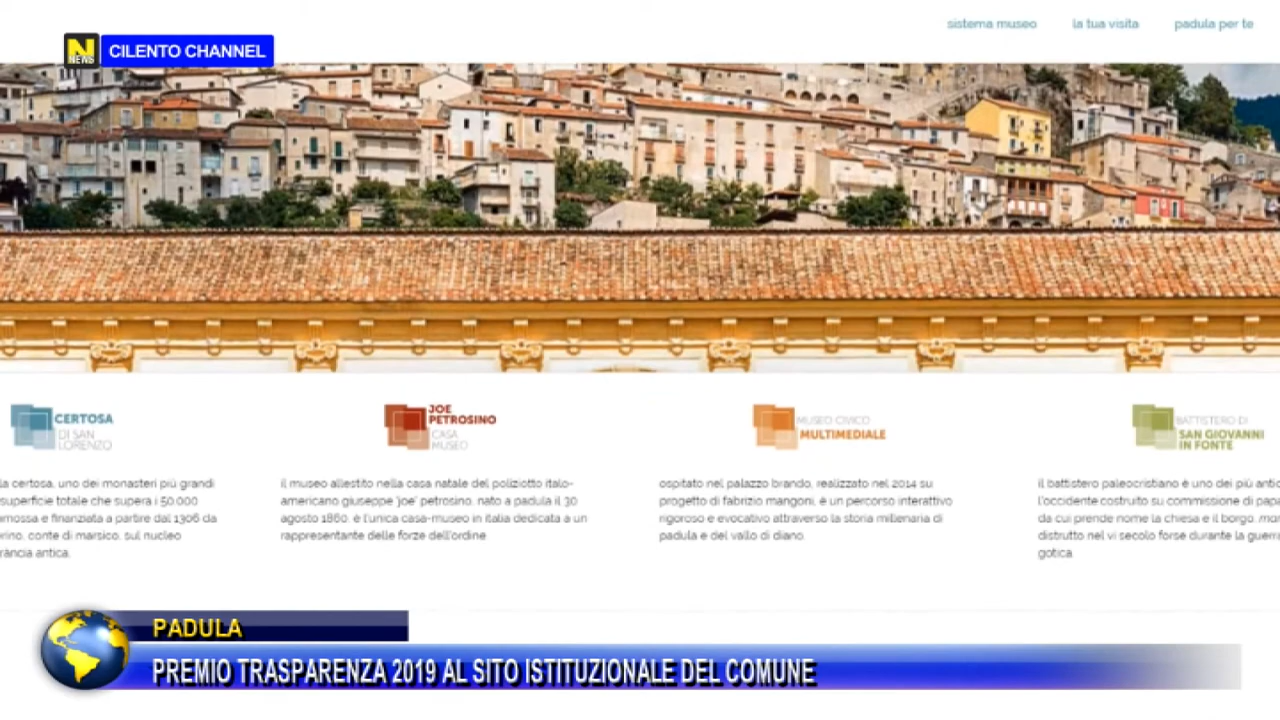 sistema museo la tua visita padula per te
N NEWS CILENTO CHANNEL
CERTOSA
DI SAN
LORENZO
la certosa, uno dei monasteri più grandi
superficie totale che supera i 50.000
finanziata a partire dal 1306 da
conte di marsico, sul nucleo
antica.
JOE
PETROSINO
CASA
MUSEO
il museo allestito nella casa natale del poliziotto italo-
americano giuseppe 'joe' petrosino, nato a padula il 30
agosto 1860. è l'unica casa-museo in italia dedicata a un
rappresentante delle forze dell'ordine
MUSEO CIVICO
MULTIMEDIALE
ospitato nel palazzo brando, realizzato nel 2014 su
progetto di fabrizio mangoni, è un percorso interattivo
rigoroso e evocativo attraverso la storia millenaria di
padula e del vallo di diano.
BATTISTERO DI
SAN GIOVANNI
IN FONTE
il battistero paleocristiano è uno dei più
l'occidente costruito su commissione di
da cui prende nome la chiesa e il borgo,
distrutto nel vi secolo forse durante la
gotica.
PADULA
PREMIO TRASPARENZA 2019 AL SITO ISTITUZIONALE DEL COMUNE